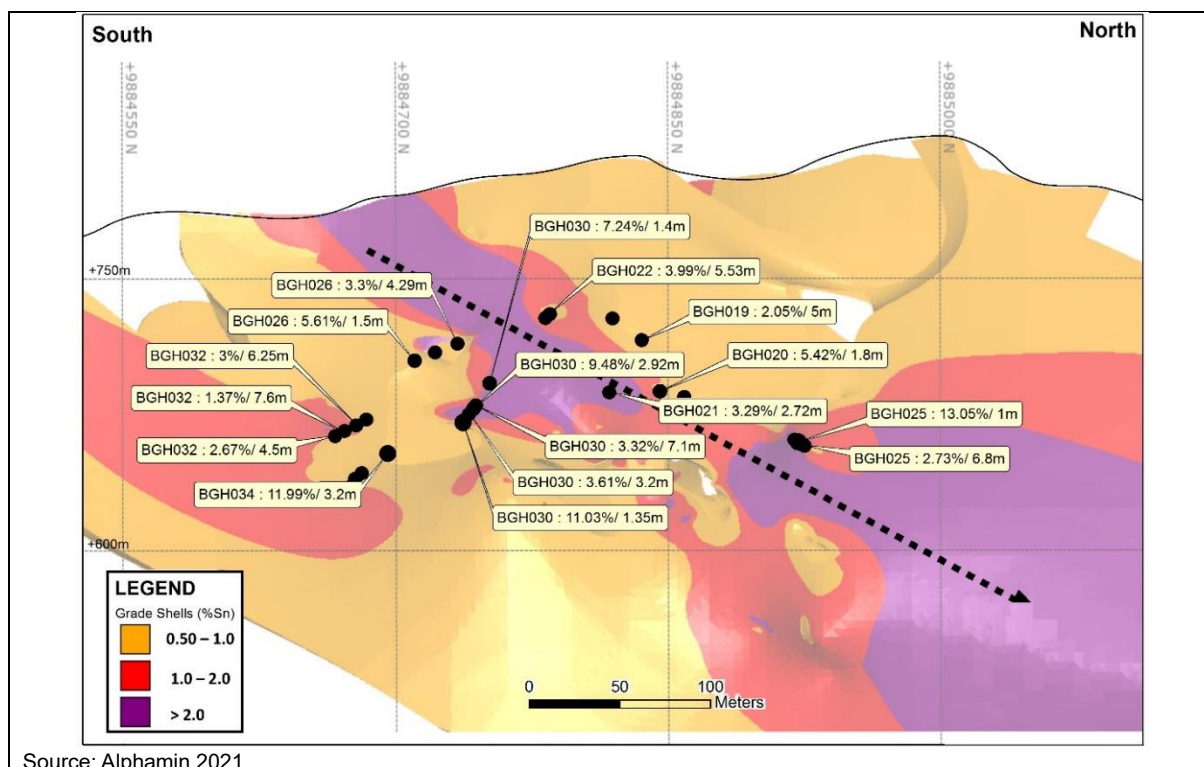 South
North
+9884550 N
+9884700 N
+9884850 N
+9885000 N
BGH030 : 7.24%/ 1.4m
BGH022 : 3.99%/ 5.53m
+750m
BGH026 : 3.3%/ 4.29m
BGH019 : 2.05%/ 5m
BGH026 : 5.61%/ 1.5m
BGH032 : 3%/ 6.25m
BGH030 : 9.48%/ 2.92m
BGH020 : 5.42%/ 1.8m
BGH032 : 1.37%/ 7.6m
BGH021 : 3.29%/ 2.72m
BGH025 : 13.05%/ 1m
BGH032 : 2.67%/ 4.5m
BGH030 : 3.32%/ 7.1m
BGH025 : 2.73%/ 6.8m
BGH030 : 3.61%/ 3.2m
BGH034 : 11.99%/ 3.2m
BGH030 : 11.03%/ 1.35m
+600m
LEGEND
Grade Shells (%Sn)
0.50 – 1.0
1.0 – 2.0
> 2.0
0 50 100
Meters
Source: Alphamin 2021